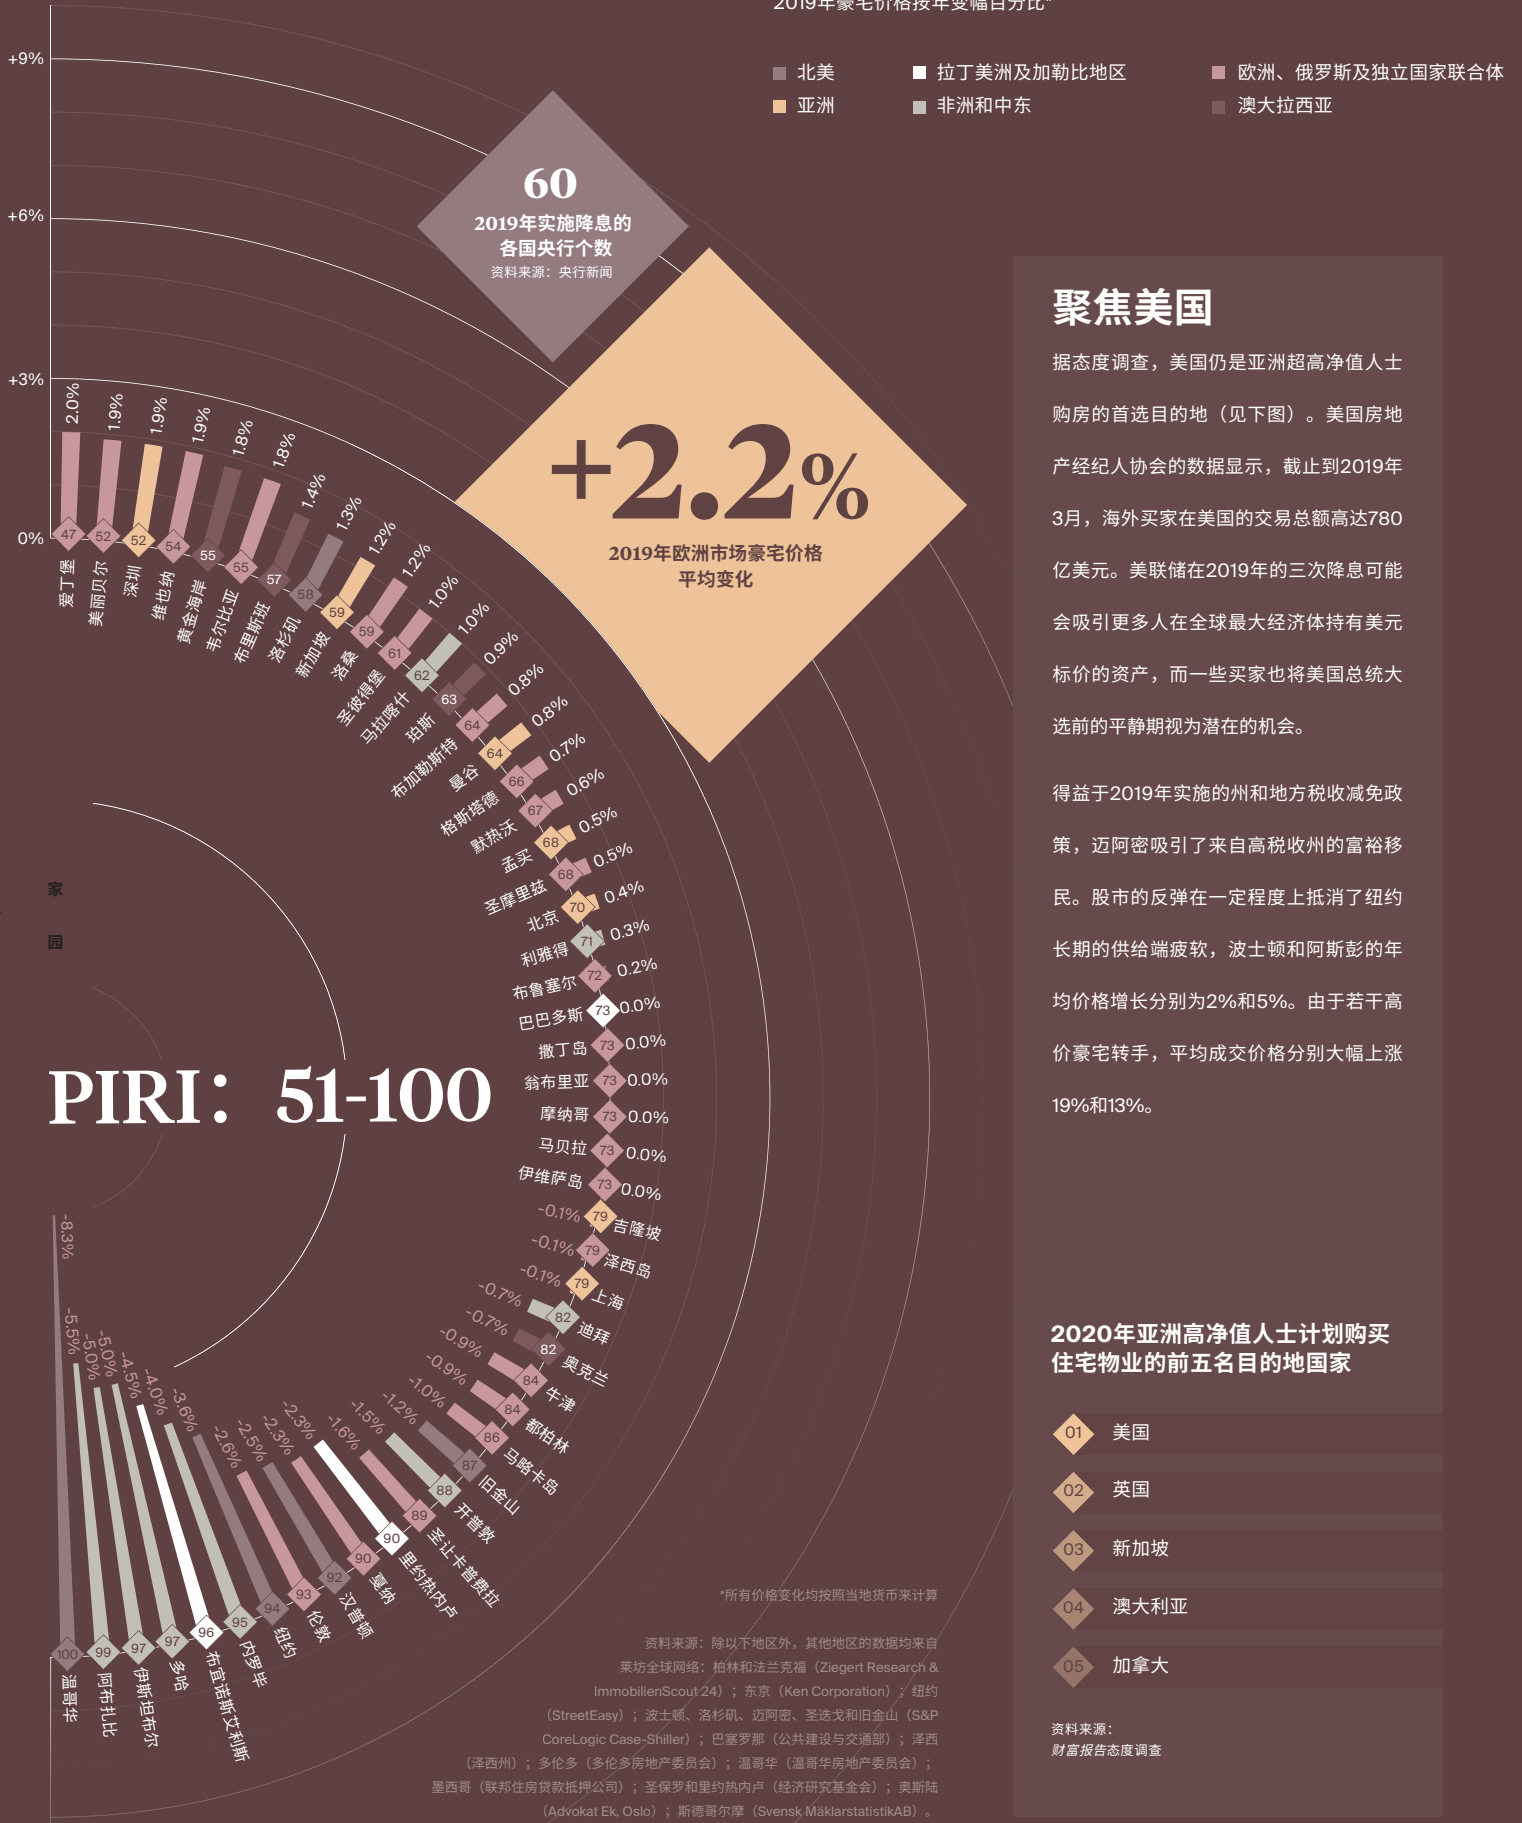 2019年豪宅价格按年变幅百分比*
北美
拉丁美洲及加勒比地区
欧洲、俄罗斯及独立国家联合体
亚洲
非洲和中东
澳大拉西亚
+9%
+6%
+3%
0%
60
2019年实施降息的
各国央行个数
资料来源：央行新闻
+2.2%
2019年欧洲市场豪宅价格
平均变化
2.0% 47 爱丁堡
1.9% 52 美丽贝尔
1.9% 52 深圳
1.9% 54 维也纳
1.8% 55 黄金海岸
1.8% 55 韦尔比亚
1.4% 57 布里斯班
1.3% 58 洛杉矶
1.2% 59 新加坡
1.2% 59 洛桑
1.0% 61 圣彼得堡
1.0% 62 马拉喀什
0.9% 63 珀斯
0.8% 64 布加勒斯特
0.8% 64 曼谷
0.7% 66 格斯塔德
0.6% 67 默热沃
0.5% 68 孟买
0.5% 68 圣摩里兹
0.4% 70 北京
0.3% 71 利雅得
0.2% 72 布鲁塞尔
0.0% 73 巴巴多斯
0.0% 73 撒丁岛
0.0% 73 翁布里亚
0.0% 73 摩纳哥
0.0% 73 马贝拉
0.0% 73 伊维萨岛
-0.1% 79 吉隆坡
-0.1% 79 泽西岛
-0.1% 79 上海
-0.7% 82 迪拜
-0.7% 82 奥克兰
-0.9% 84 牛津
-0.9% 84 都柏林
-1.0% 86 马略卡岛
-1.2% 87 旧金山
-1.5% 88 开普敦
-1.6% 89 圣让卡普费拉
-2.3% 90 里约热内卢
-2.3% 90 戛纳
-2.5% 92 汉普顿
-2.6% 93 伦敦
-3.6% 94 纽约
-4.0% 95 内罗毕
-4.5% 96 布宜诺斯艾利斯
-5.0% 97 多哈
-5.0% 97 伊斯坦布尔
-5.5% 99 阿布扎比
-8.3% 100 温哥华
家
园
PIRI：51-100
*所有价格变化均按照当地货币来计算
资料来源：除以下地区外，其他地区的数据均来自
莱坊全球网络：柏林和法兰克福（Ziegert Research &
ImmobilienScout 24）；东京（Ken Corporation）；纽约
（StreetEasy）；波士顿、洛杉矶、迈阿密、圣迭戈和旧金山（S&P
CoreLogic Case-Shiller）；巴塞罗那（公共建设与交通部）；泽西
（泽西州）；多伦多（多伦多房地产委员会）；温哥华（温哥华房地产委员会）；
墨西哥（联邦住房贷款抵押公司）；圣保罗和里约热内卢（经济研究基金会）；奥斯陆
（Advokat Ek, Oslo）；斯德哥尔摩（Svensk MäklarstatistikAB）。
聚焦美国
据态度调查，美国仍是亚洲超高净值人士
购房的首选目的地（见下图）。美国房地
产经纪人协会的数据显示，截止到2019年
3月，海外买家在美国的交易总额高达780
亿美元。美联储在2019年的三次降息可能
会吸引更多人在全球最大经济体持有美元
标价的资产，而一些买家也将美国总统大
选前的平静期视为潜在的机会。
得益于2019年实施的州和地方税收减免政
策，迈阿密吸引了来自高税收州的富裕移
民。股市的反弹在一定程度上抵消了纽约
长期的供给端疲软，波士顿和阿斯彭的年
均价格增长分别为2%和5%。由于若干高
价豪宅转手，平均成交价格分别大幅上涨
19%和13%。
2020年亚洲高净值人士计划购买
住宅物业的前五名目的地国家
01 美国
02 英国
03 新加坡
04 澳大利亚
05 加拿大
资料来源：
财富报告态度调查